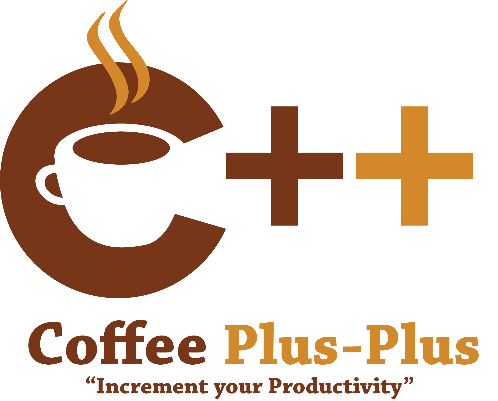 C++
Coffee Plus-Plus
“Increment your Productivity”